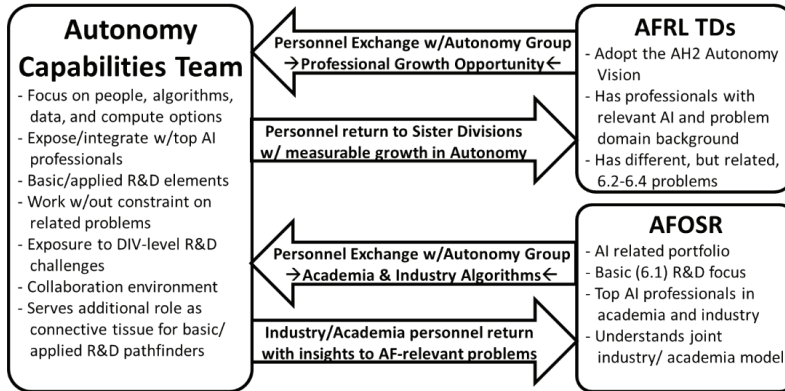 Autonomy
Capabilities Team
- Focus on people, algorithms,
data, and compute options
- Expose/integrate w/top AI
professionals
- Basic/applied R&D elements
- Work w/out constraint on
related problems
- Exposure to DIV-level R&D
challenges
- Collaboration environment
- Serves additional role as
connective tissue for basic/
applied R&D pathfinders
Personnel Exchange w/Autonomy Group
→Professional Growth Opportunity←
Personnel return to Sister Divisions
w/ measurable growth in Autonomy
Personnel Exchange w/Autonomy Group
→Academia & Industry Algorithms←
Industry/Academia personnel return
with insights to AF-relevant problems
AFRL TDs
- Adopt the AH2 Autonomy
Vision
- Has professionals with
relevant AI and problem
domain background
- Has different, but related,
6.2-6.4 problems
AFOSR
- AI related portfolio
- Basic (6.1) R&D focus
- Top AI professionals in
academia and industry
- Understands joint
industry/ academia model